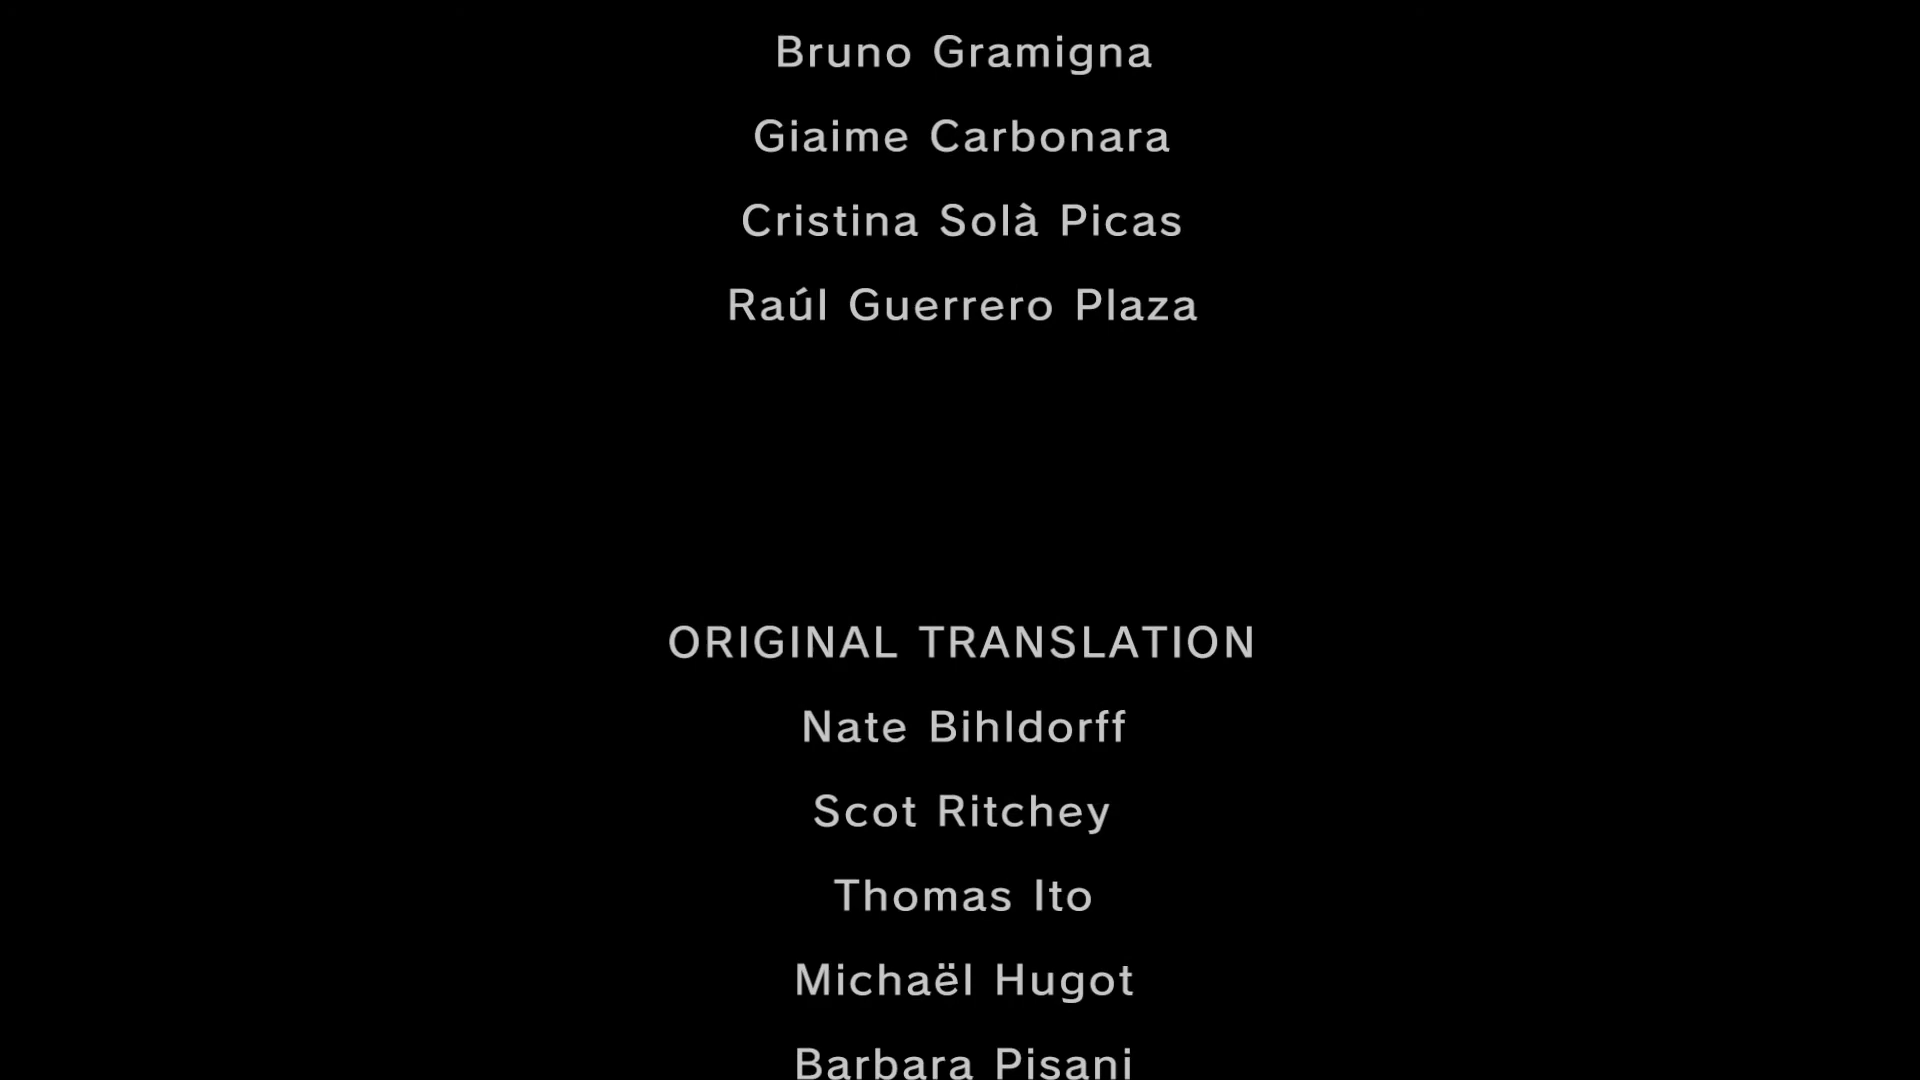 Bruno Gramigna
Giaime Carbonara
Cristina Solà Picas
Raúl Guerrero Plaza
ORIGINAL TRANSLATION
Nate Bihldorff
Scot Ritchey
Thomas Ito
Michaël Hugot
Barbara Pisani